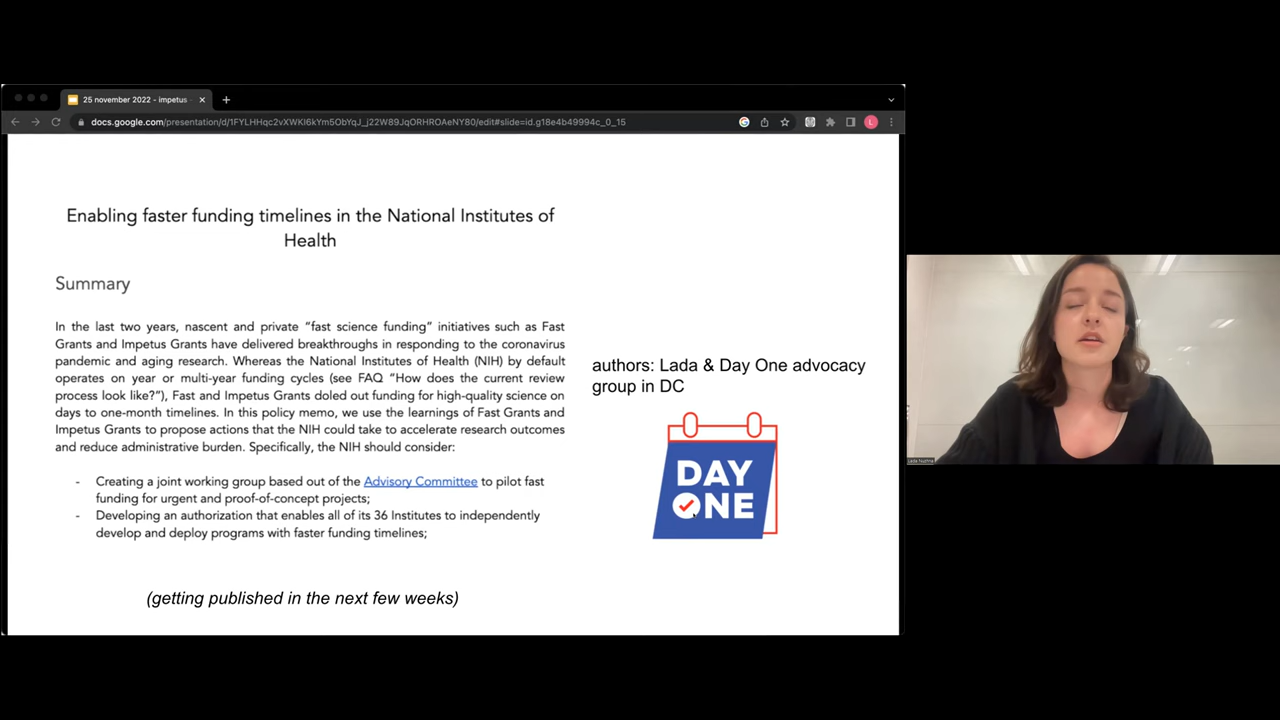 25 november 2022 - impetus
docs.google.com/presentation/d/1FYLHHqc2vXWKI6kYm5ObYqJ_j22W89JqORHROAeNY80/edit#slide=id.g18e4b49994c_0_15
L
Enabling faster funding timelines in the National Institutes of
Health
Summary
In the last two years, nascent and private “fast science funding” initiatives such as Fast
Grants and Impetus Grants have delivered breakthroughs in responding to the coronavirus
pandemic and aging research. Whereas the National Institutes of Health (NIH) by default
operates on year or multi-year funding cycles (see FAQ “How does the current review
process look like?”), Fast and Impetus Grants doled out funding for high-quality science on
days to one-month timelines. In this policy memo, we use the learnings of Fast Grants and
Impetus Grants to propose actions that the NIH could take to accelerate research outcomes
and reduce administrative burden. Specifically, the NIH should consider:
- Creating a joint working group based out of the Advisory Committee to pilot fast
funding for urgent and proof-of-concept projects;
- Developing an authorization that enables all of its 36 Institutes to independently
develop and deploy programs with faster funding timelines;
(getting published in the next few weeks)
authors: Lada & Day One advocacy
group in DC
DAY
ONE
Lada Nuzhna